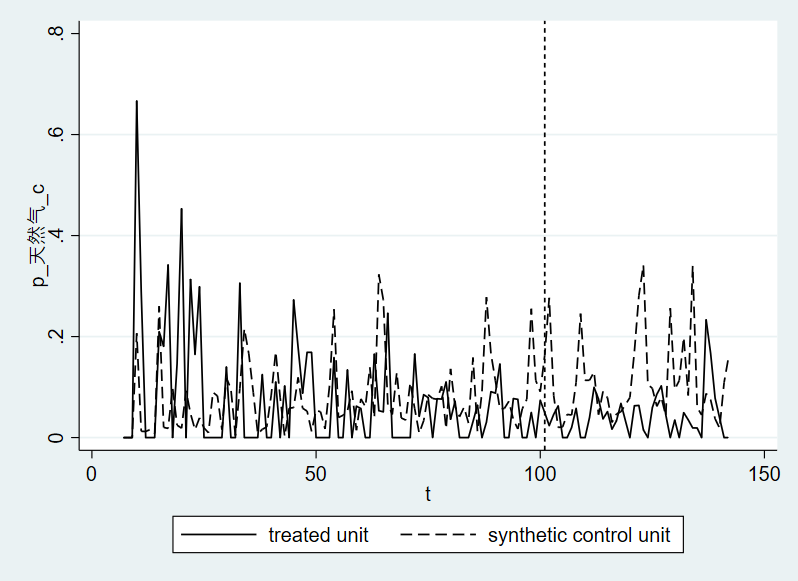 p_天然气_c
.8
.6
.4
.2
0
0 50 100 150
t
treated unit synthetic control unit